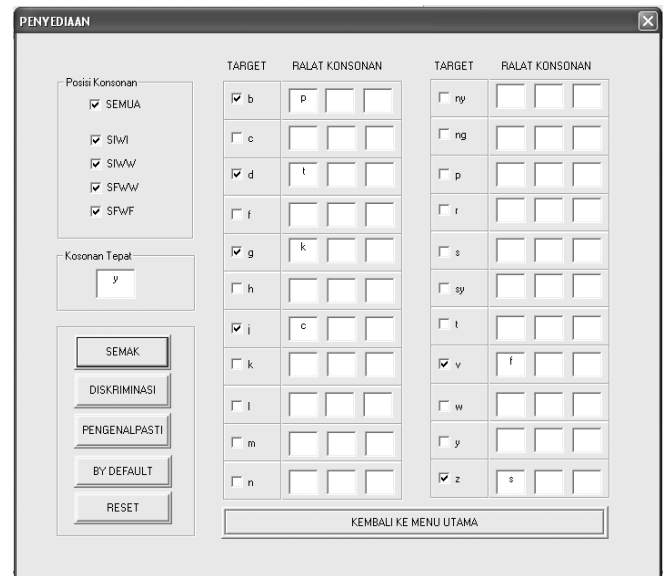 PENYEDIAAN
Posisi Konsonan
SEMUA
SIWI
SIWW
SFWW
SFWF
Kosonan Tepat
y
SEMAK
DISKRIMINASI
PENGENALPASTI
BY DEFAULT
RESET
TARGET RALAT KONSONAN
b p
c
d t
f
g k
h
j c
k
l
m
n
TARGET RALAT KONSONAN
ny
ng
p
r
s
sy
t
v f
w
y
z s
KEMBALI KE MENU UTAMA